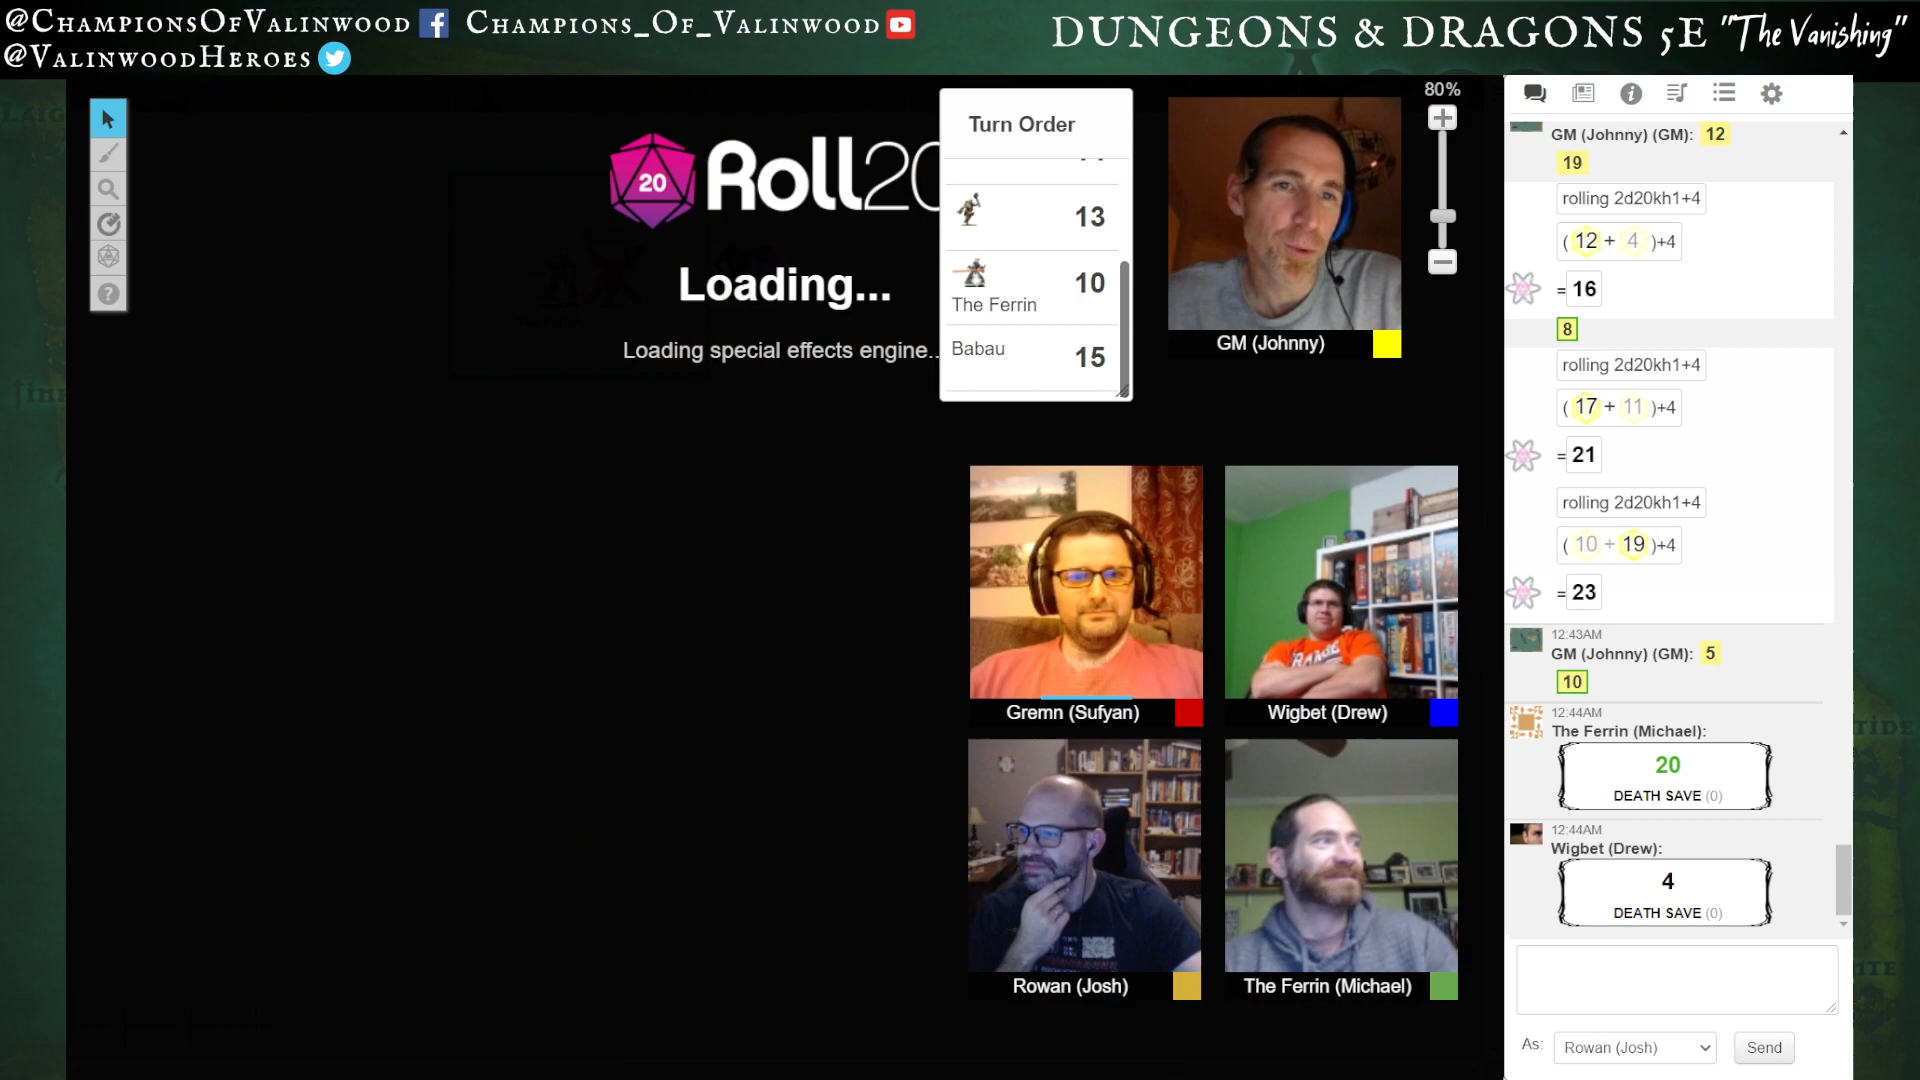 @ChampionsOfValinwood
Champions_Of_Valinwood
@ValinwoodHeroes
DUNGEONS & DRAGONS 5E "The Vanishing"
20
Roll20
Loading...
Loading special effects engine..
Turn Order
13
10
The Ferrin
Babau
15
GM (Johnny)
80%
Gremn (Sufyan)
Wigbet (Drew)
Rowan (Josh)
The Ferrin (Michael)
GM (Johnny) (GM): 12
19
rolling 2d20kh1+4
(12 + 4)+4
=16
8
rolling 2d20kh1+4
(17 + 11)+4
=21
rolling 2d20kh1+4
(10 + 19)+4
=23
12:43AM
GM (Johnny) (GM): 5
10
12:44AM
The Ferrin (Michael):
20
DEATH SAVE (0)
12:44AM
Wigbet (Drew):
4
DEATH SAVE (0)
As: Rowan (Josh) Send